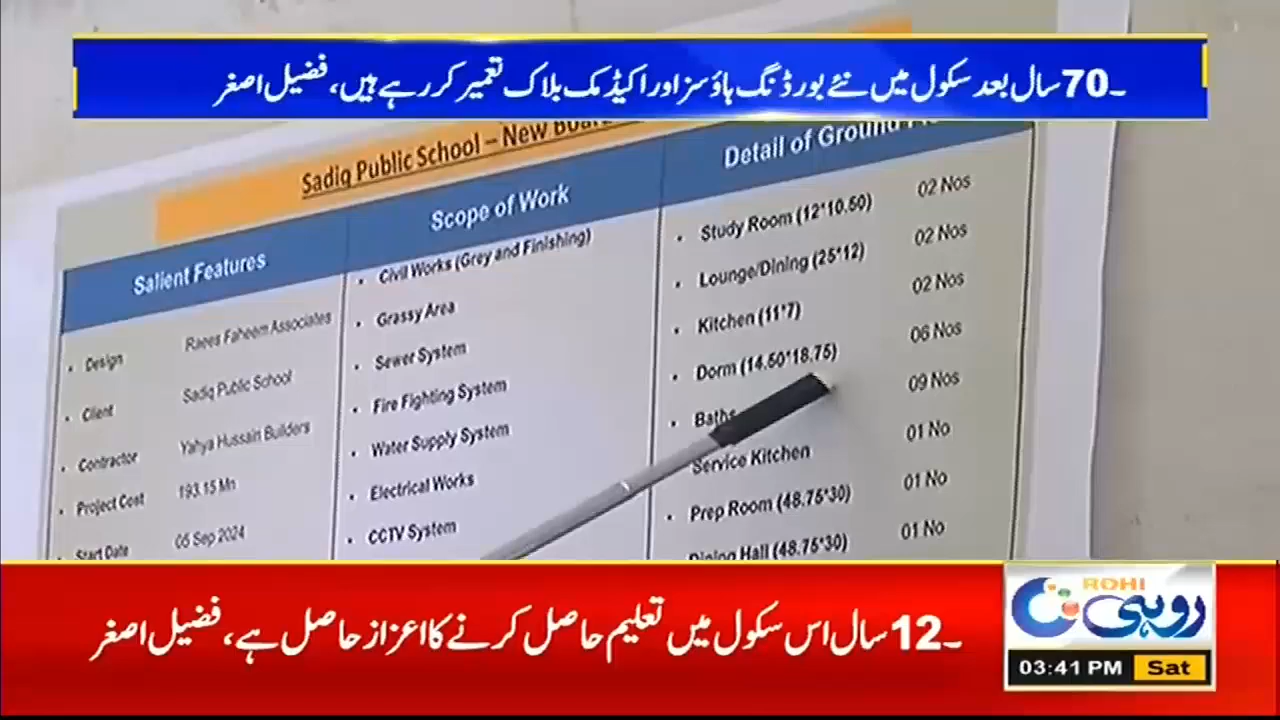 ۔70 سال بعد سکول میں نئے بورڈنگ ہاؤسز اور اکیڈمک بلاک تعمیر کر رہے ہیں، فضیل اصغر
Sadiq Public School – New
Salient Features
Scope of Work
Detail of
• Design Raees Faheem Associates
• Client Sadiq Public School
• Contractor Yahya Hussain Builders
• Project Cost 193.15 Mn
• Start Date 05 Sep 2024
• Civil Works (Grey and Finishing)
• Grassy Area
• Sewer System
• Fire Fighting System
• Water Supply System
• Electrical Works
• CCTV System
• Study Room (12*10.50) 02 Nos
• Lounge/Dining (25*12) 02 Nos
• Kitchen (11*7) 02 Nos
• Dorm (14.50*18.75) 06 Nos
• Baths 09 Nos
Service Kitchen 01 No
• Prep Room (48.75*30) 01 No
Dining Hall (48.75*30) 01 No
۔12 سال اس سکول میں تعلیم حاصل کرنے کا اعزاز حاصل ہے، فضیل اصغر
ROHI
روہی
03:41 PM Sat